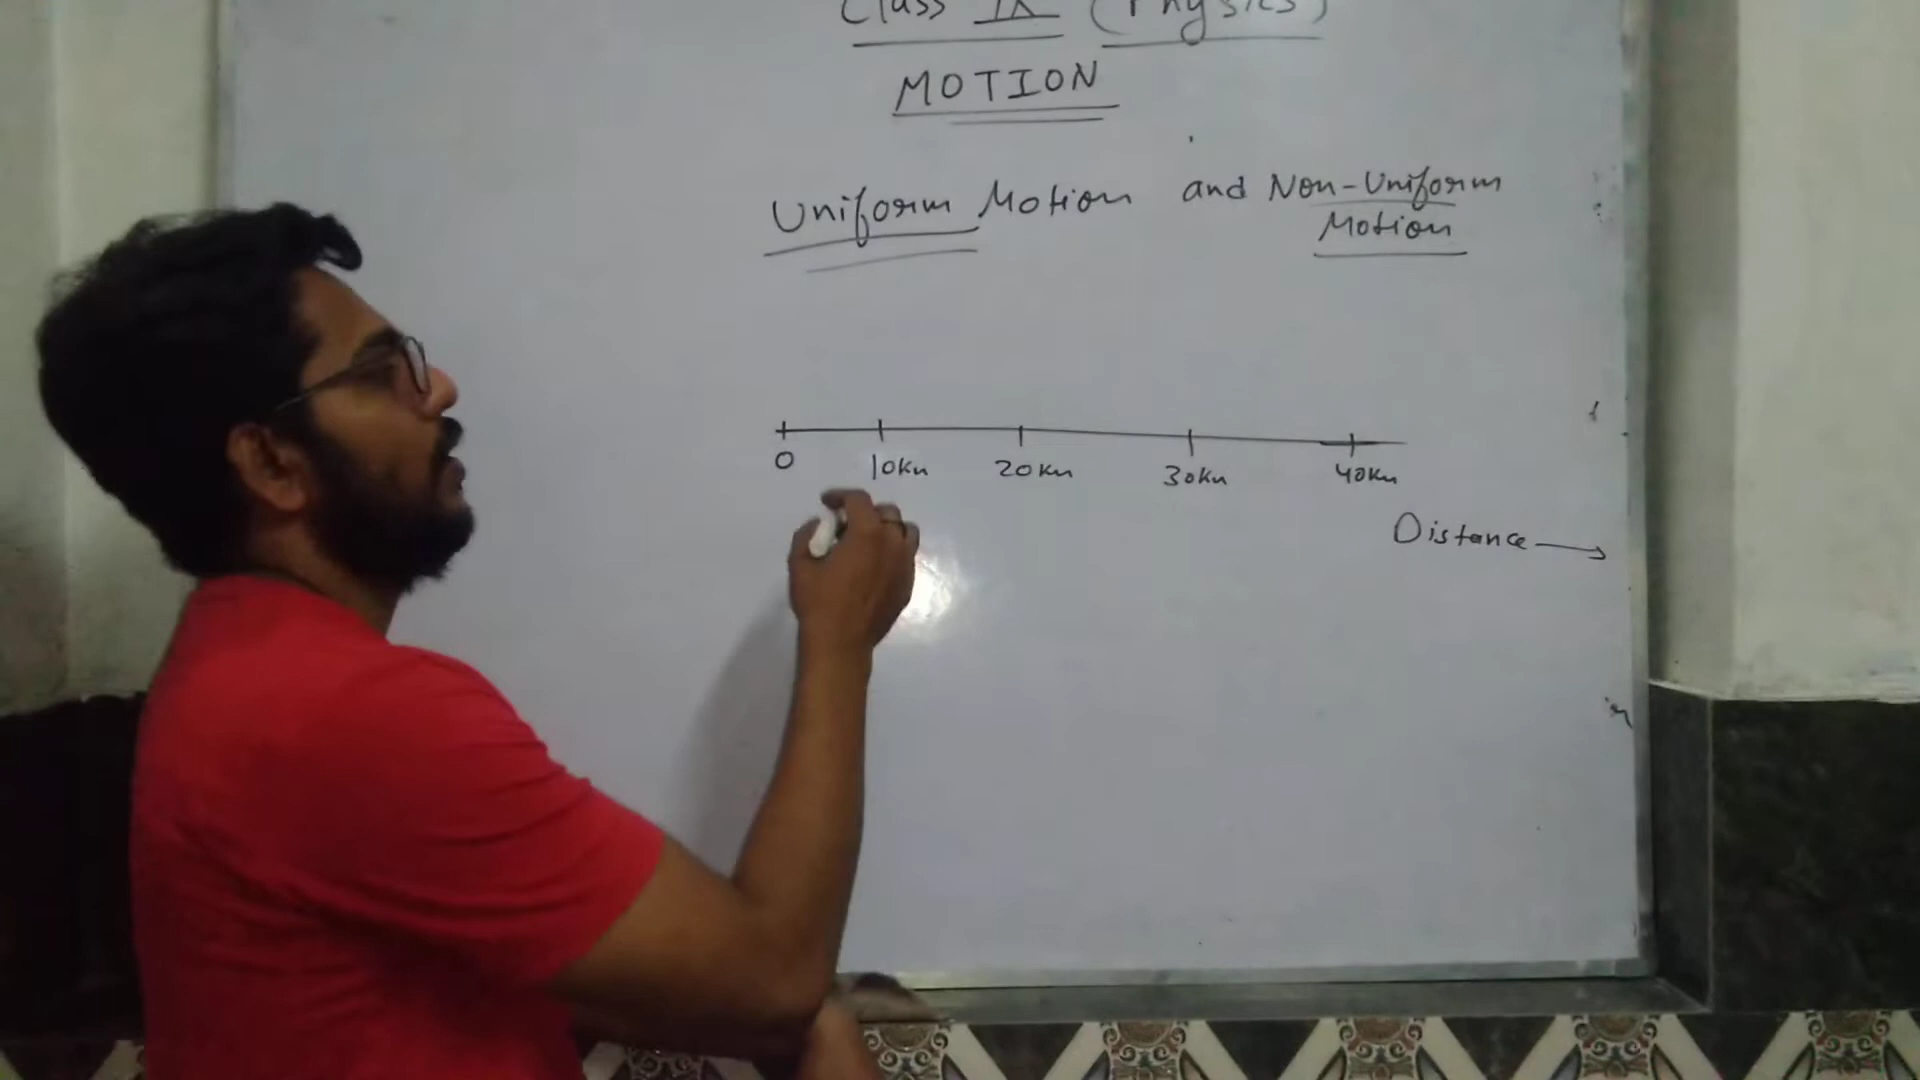 Class IX (Physics)
MOTION
Uniform Motion and Non-Uniform
Motion
0 10km 20km 30km 40km
Distance →